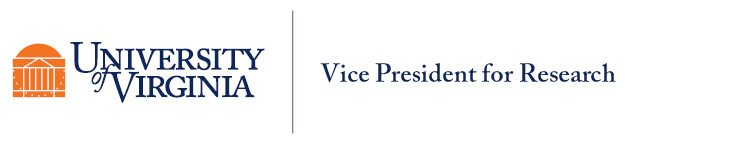 UNIVERSITY
of VIRGINIA
Vice President for Research